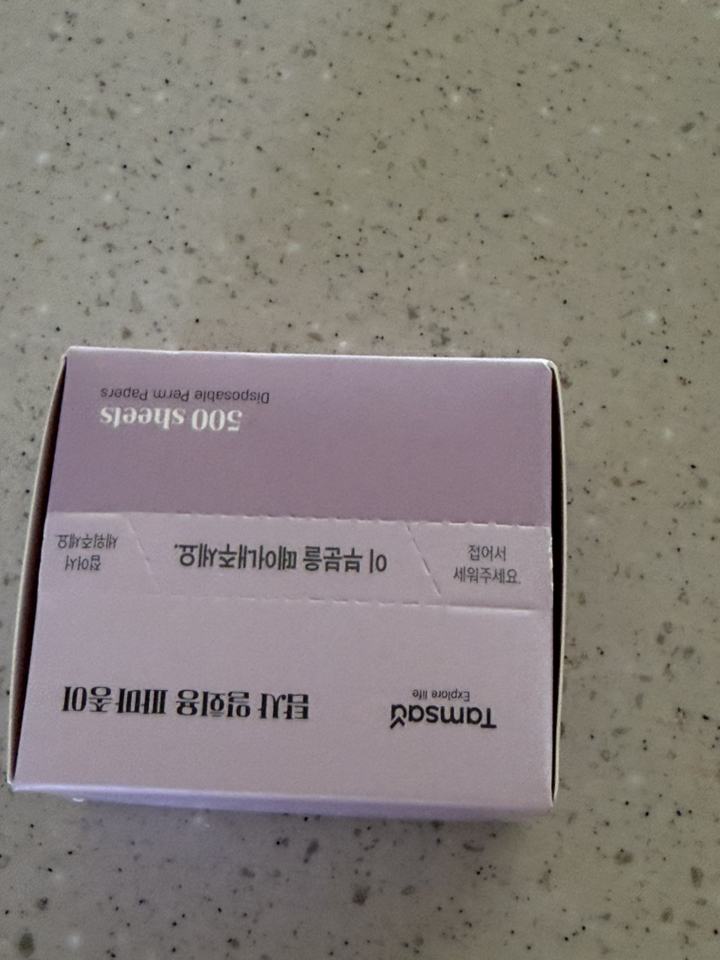 Tamsaa
Explore life
탐사 일회용 파마 종이
접어서
세워주세요.
이 부분을 떼어내주세요.
접어서
세워주세요.
500 sheets
Disposable Perm Papers